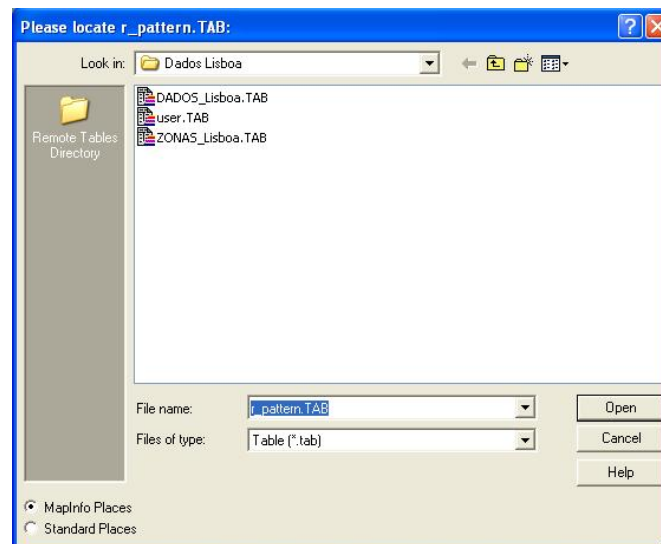 Please locate r_pattern.TAB:
Look in: Dados Lisboa
Remote Tables
Directory
DADOS_Lisboa.TAB
user.TAB
ZONAS_Lisboa.TAB
File name: r_pattern.TAB Open
Files of type: Table (*.tab) Cancel
Help
MapInfo Places
Standard Places